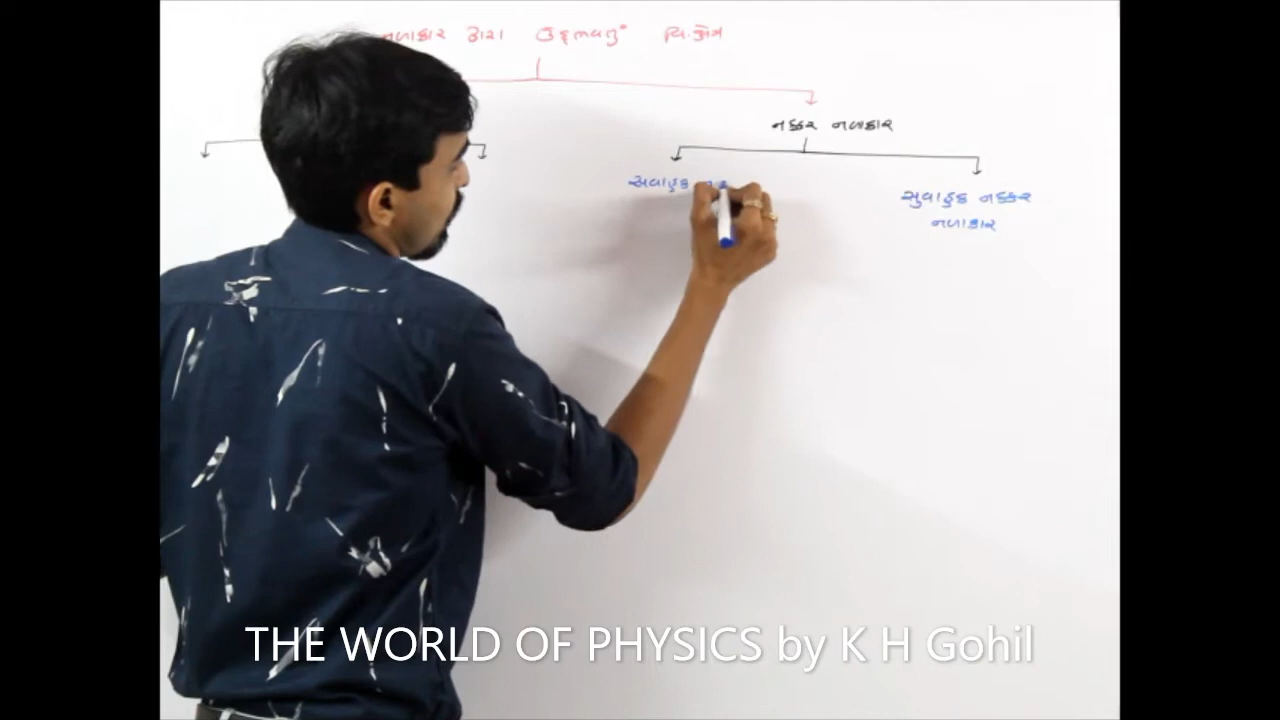 નળાકાર દ્વારા ઉદ્ભવતું વિ.ક્ષેત્ર
નક્કર નળાકાર
અવાહક
સુવાહક નક્કર
નળાકાર
THE WORLD OF PHYSICS by K H Gohil